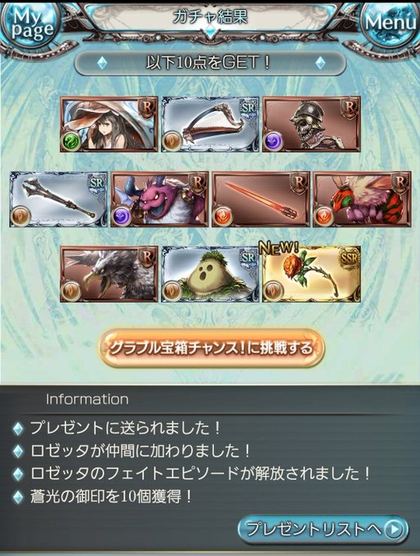 My
page
ガチャ結果
Menu
以下10点をGET！
R
SR
R
SR
R
R
R
R
SR
NEW!
SSR
グラブル宝箱チャンス！に挑戦する
Information
プレゼントに送られました！
ロゼッタが仲間に加わりました！
ロゼッタのフェイトエピソードが解放されました！
蒼光の御印を10個獲得！
プレゼントリストへ